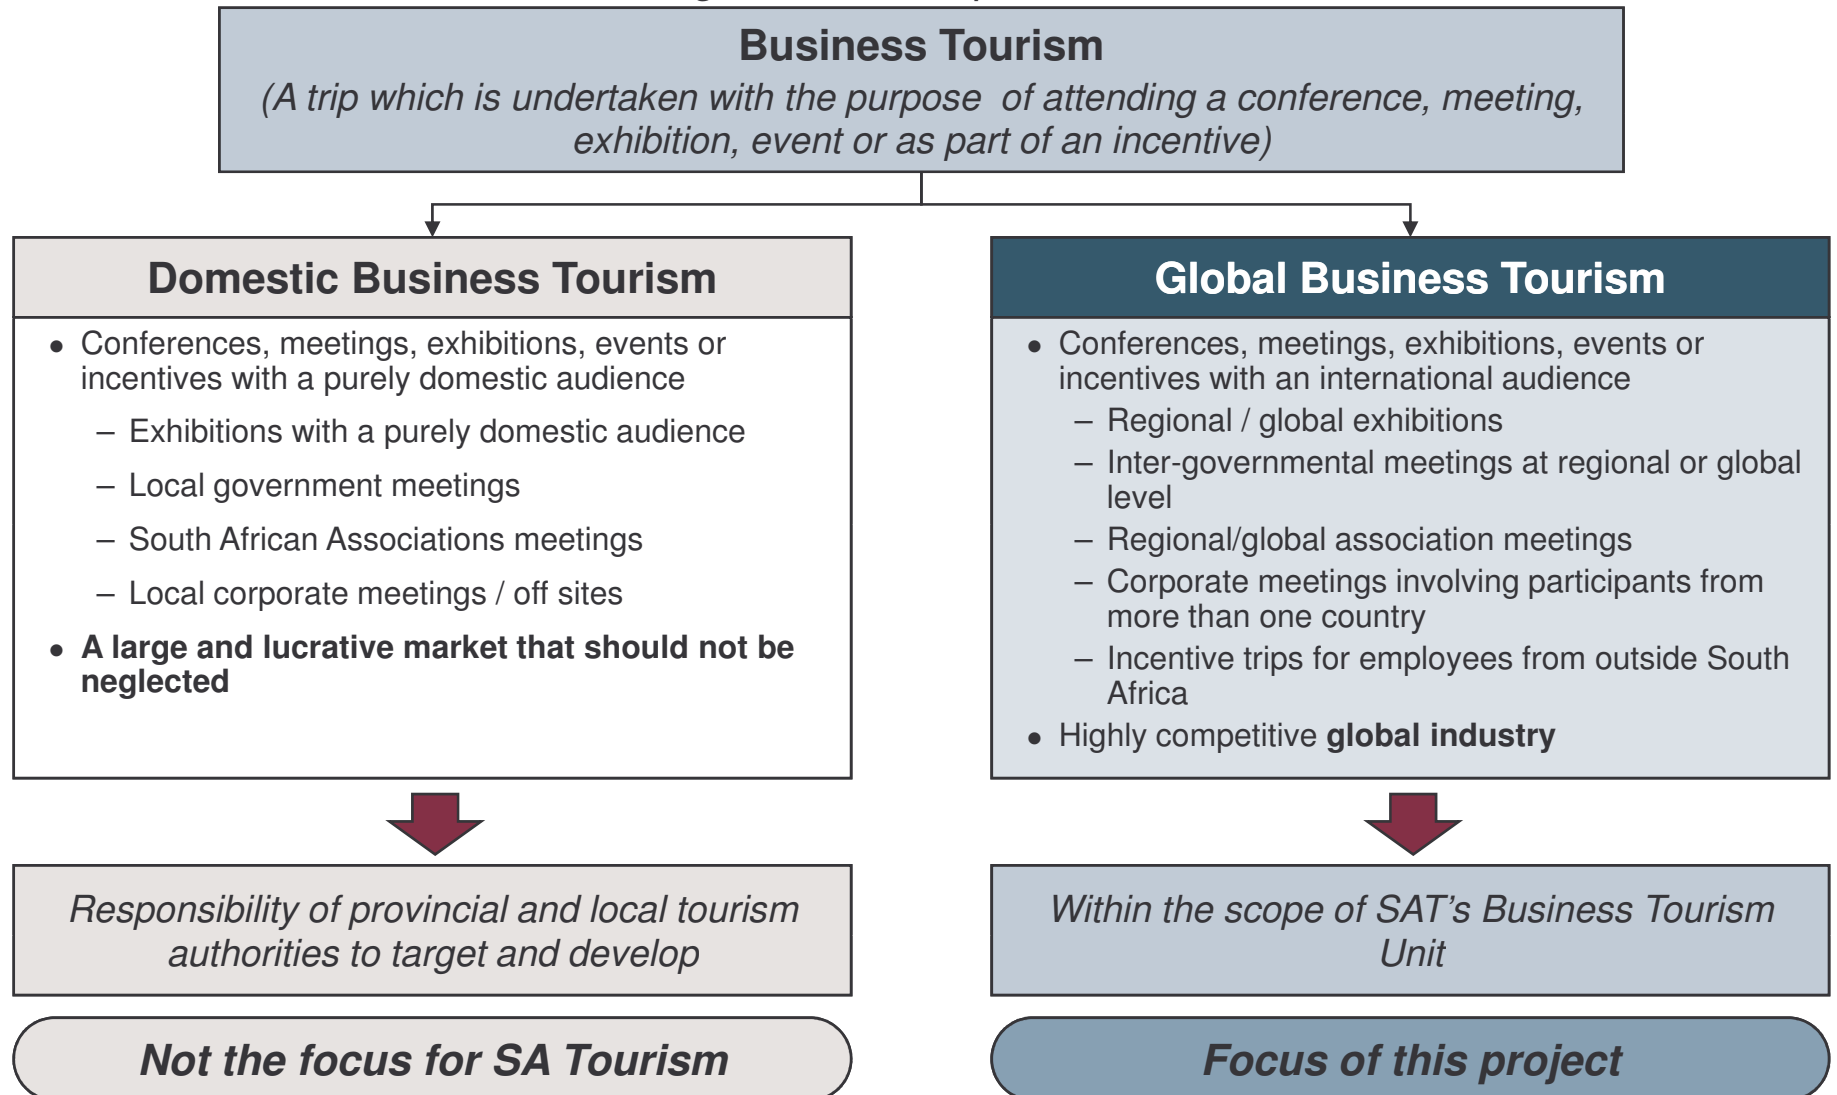 Business Tourism
(A trip which is undertaken with the purpose of attending a conference, meeting,
exhibition, event or as part of an incentive)
Domestic Business Tourism
• Conferences, meetings, exhibitions, events or
incentives with a purely domestic audience
– Exhibitions with a purely domestic audience
– Local government meetings
– South African Associations meetings
– Local corporate meetings / off sites
• A large and lucrative market that should not be
neglected
Responsibility of provincial and local tourism
authorities to target and develop
Not the focus for SA Tourism
Global Business Tourism
• Conferences, meetings, exhibitions, events or
incentives with an international audience
– Regional / global exhibitions
– Inter-governmental meetings at regional or global
level
– Regional/global association meetings
– Corporate meetings involving participants from
more than one country
– Incentive trips for employees from outside South
Africa
• Highly competitive global industry
Within the scope of SAT's Business Tourism
Unit
Focus of this project